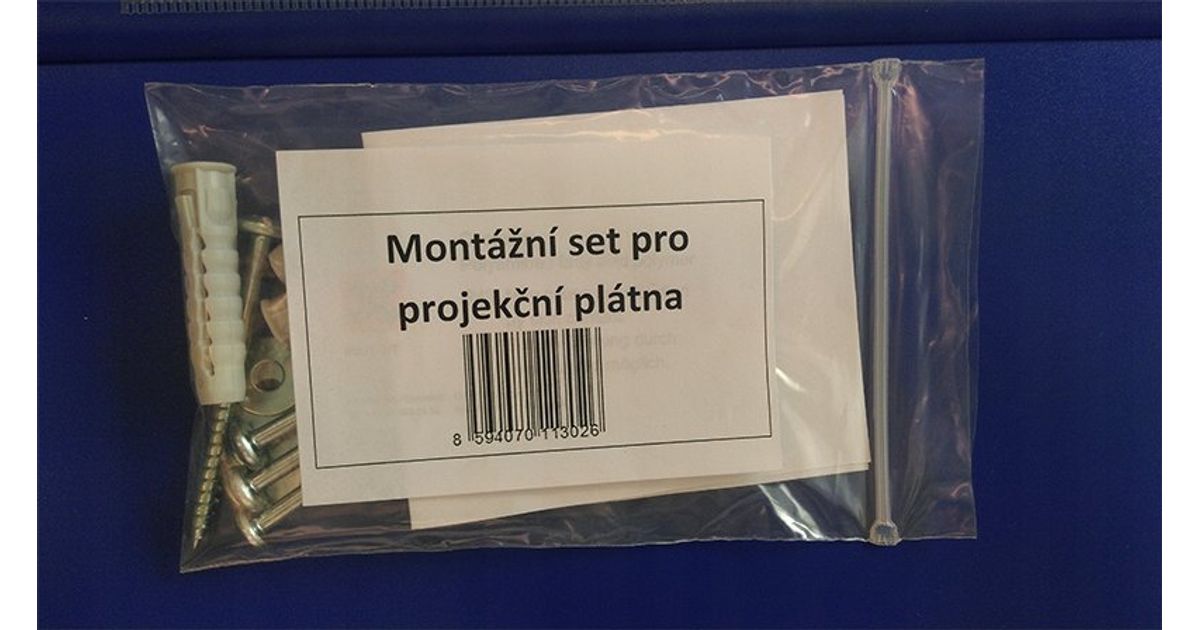 Montážní set pro
projekční plátna
8 594070 113026